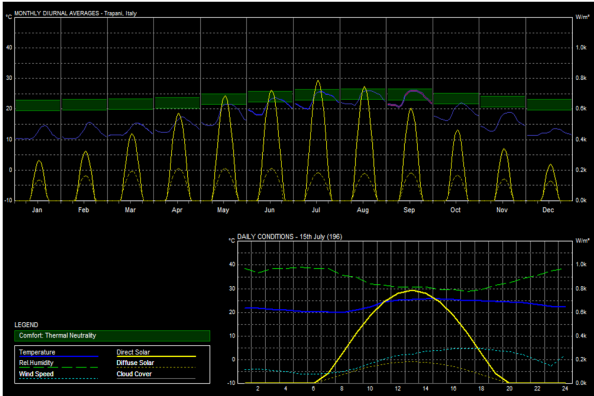 °C MONTHLY DIURNAL AVERAGES - Trapani, Italy W/m²
40 1.0k
30 0.8k
20 0.6k
10 0.4k
0 0.2k
-10 0.0k
Jan Feb Mar Apr May Jun Jul Aug Sep Oct Nov Dec
°C DAILY CONDITIONS - 15th July (196) W/m²
40 1.0k
30 0.8k
20 0.6k
10 0.4k
0 0.2k
-10 0.0k
2 4 6 8 10 12 14 16 18 20 22 24
LEGEND
Comfort: Thermal Neutrality
Temperature Direct Solar
Rel.Humidity Diffuse Solar
Wind Speed Cloud Cover